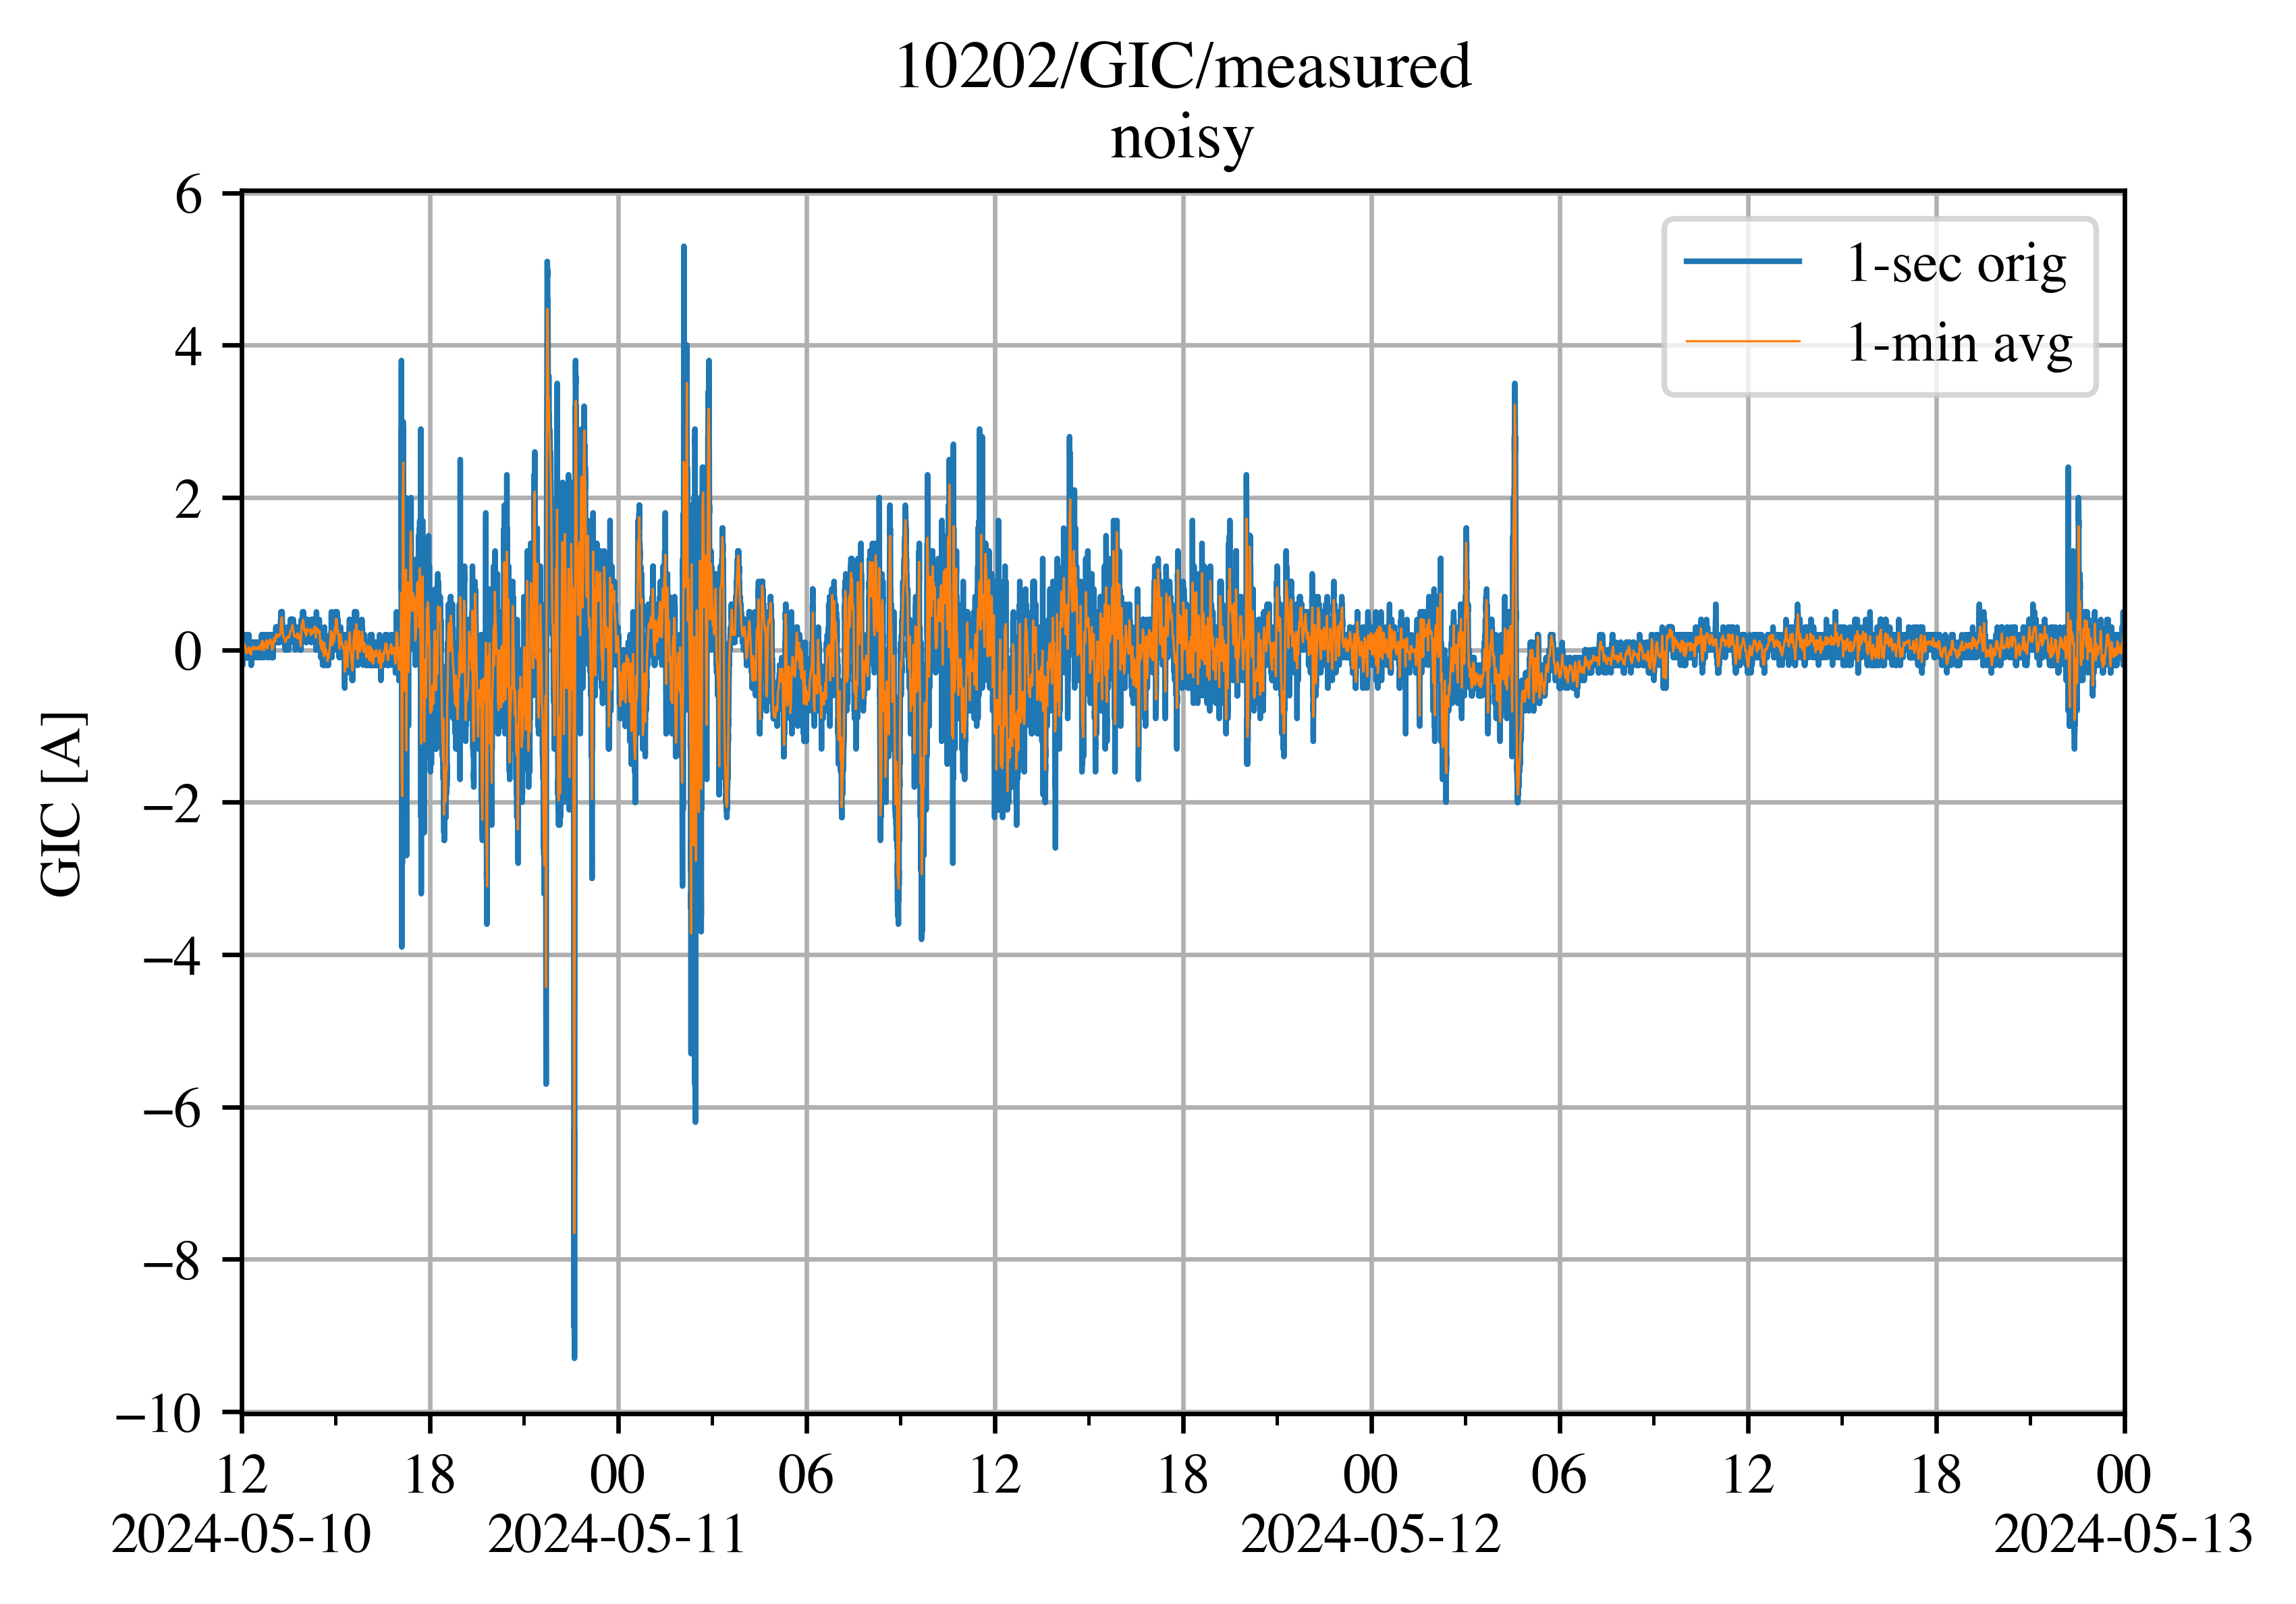 10202/GIC/measured
noisy
6
4
2
0
−2
−4
−6
−8
−10
GIC [A]
1-sec orig
1-min avg
12 18 00 06 12 18 00 06 12 18 00
2024-05-10 2024-05-11 2024-05-12 2024-05-13